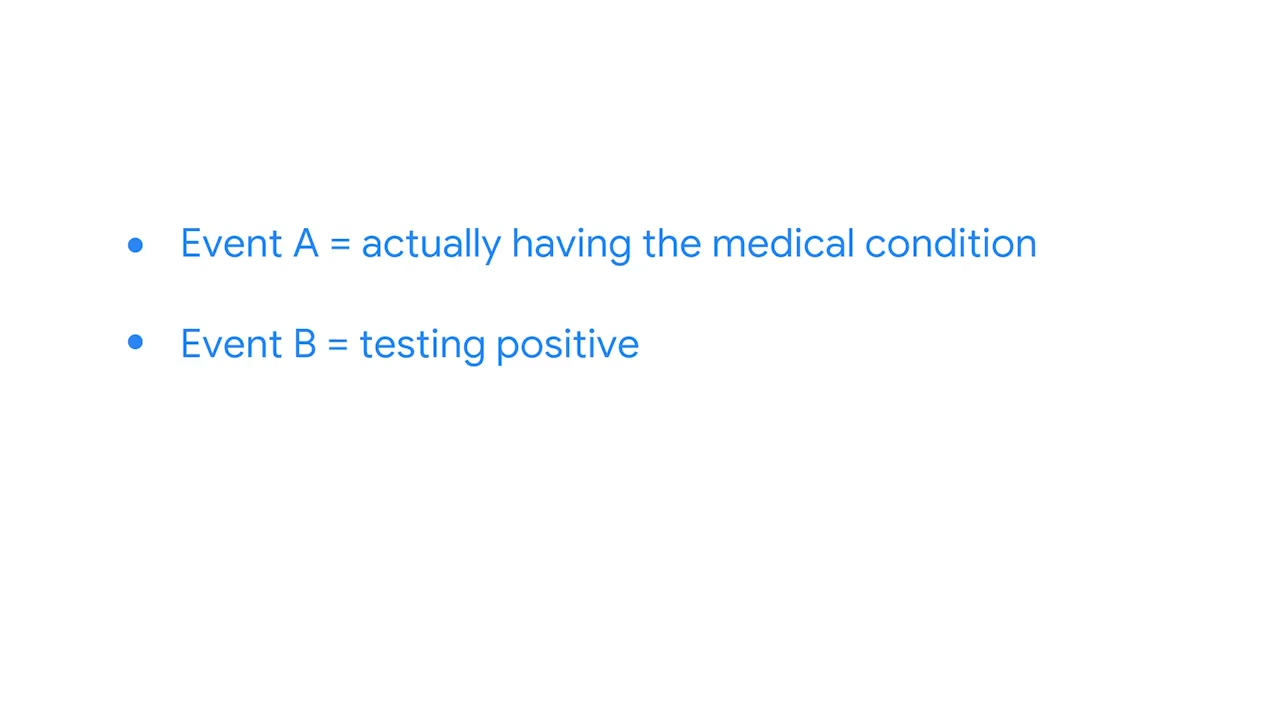 • Event A = actually having the medical condition
• Event B = testing positive